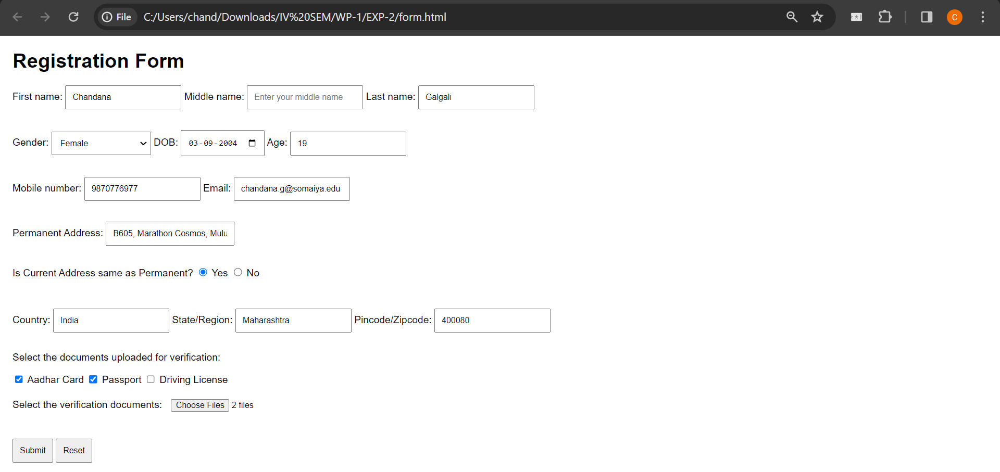 File C:/Users/chand/Downloads/IV%20SEM/WP-1/EXP-2/form.html C
Registration Form
First name: Chandana Middle name: Enter your middle name Last name: Galgali
Gender: Female DOB: 03-09-2004 Age: 19
Mobile number: 9870776977 Email: chandana.g@somaiya.edu
Permanent Address: B605, Marathon Cosmos, Mulu
Is Current Address same as Permanent? Yes No
Country: India State/Region: Maharashtra Pincode/Zipcode: 400080
Select the documents uploaded for verification:
Aadhar Card Passport Driving License
Select the verification documents: Choose Files 2 files
Submit Reset